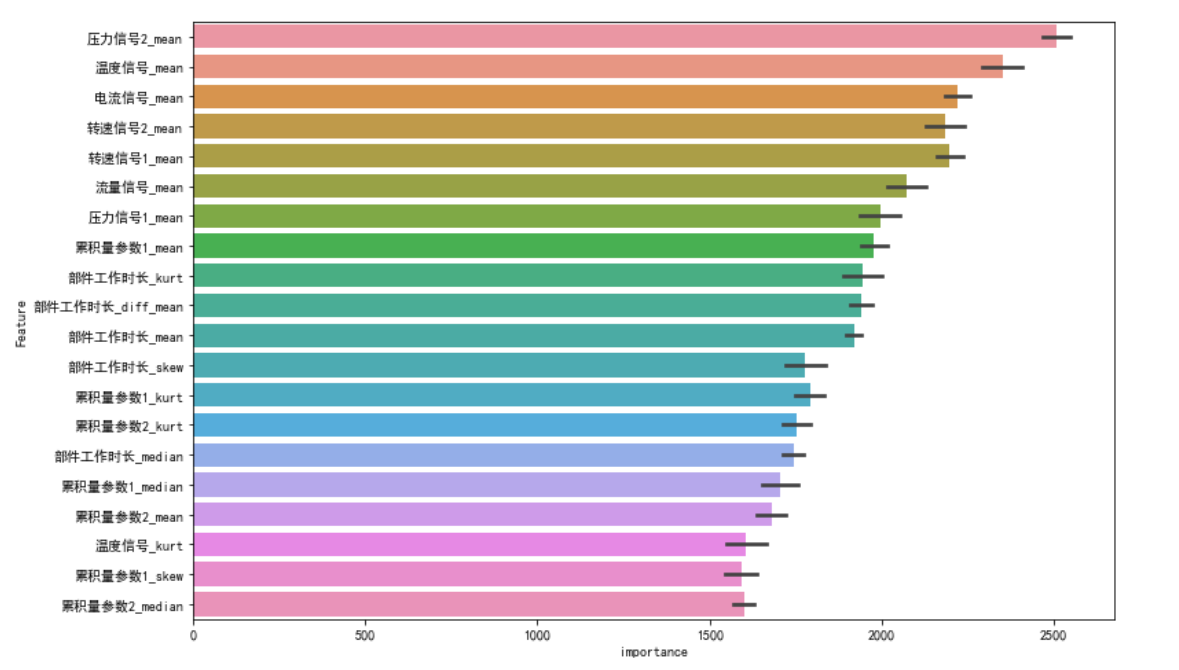 压力信号2_mean
温度信号_mean
电流信号_mean
转速信号2_mean
转速信号1_mean
流量信号_mean
压力信号1_mean
累积量参数1_mean
部件工作时长_kurt
部件工作时长_diff_mean
部件工作时长_mean
部件工作时长_skew
累积量参数1_kurt
累积量参数2_kurt
部件工作时长_median
累积量参数1_median
累积量参数2_mean
温度信号_kurt
累积量参数1_skew
累积量参数2_median
Feature
0 500 1000 1500 2000 2500
importance